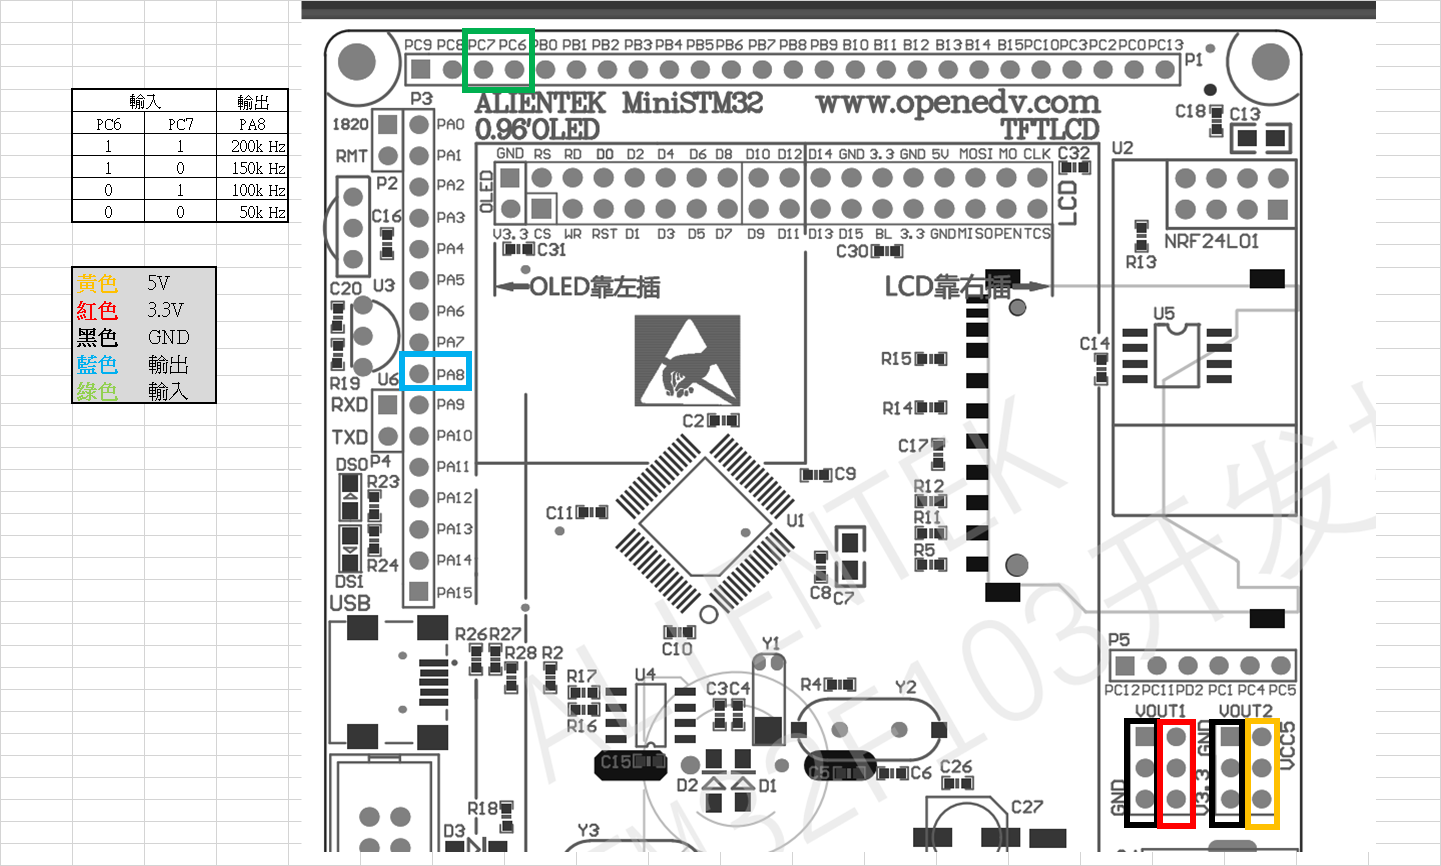 輸入 輸出
PC6 PC7 PA8
1 1 200k Hz
1 0 150k Hz
0 1 100k Hz
0 0 50k Hz
黃色 5V
紅色 3.3V
黑色 GND
藍色 輸出
綠色 輸入
PC9 PC8 PC7 PC6 PB0 PB1 PB2 PB3 PB4 PB5 PB6 PB7 PB8 PB9 B10 B11 B12 B13 B14 B15 PC10 PC3 PC2 PC0 PC13
P1
P3
ALIENTEK MiniSTM32 www.openedv.com
0.96'OLED TFTLCD
C18 C13
1820 PA0
RMT PA1
P2 PA2
C16 PA3
PA4
C20 U3 PA5
PA6
PA7
R19 U6 PA8
RXD PA9
TXD PA10
DS0 P4 PA11
R23 PA12
PA13
R24 PA14
DS1 PA15
USB
GND RS RD D0 D2 D4 D6 D8 D10 D12 D14 GND 3.3 GND 5V MOSI MO CLK
C32
OLED LCD
V3.3 CS WR RST D1 D3 D5 D7 D9 D11 D13 D15 BL 3.3 GND MISO PEN TCS
C31 C30
OLED靠左插 LCD靠右插
U2
NRF24L01
R13
U5
C14
R15
R14
C2
C17
C9
R12
C11 U1
R11
R5
C8 C7
C10
ALIENTEK
STM32F103开发
R26 R27
R28 R2
R17 U4
R16
C3 C4
Y1
R4 Y2
C15
D2 D1
C5 C6
C26
C27
R18
D3
Y3
P5
PC12 PC11 PD2 PC1 PC4 PC5
VOUT1 VOUT2
GND V3.3 GND VCC5